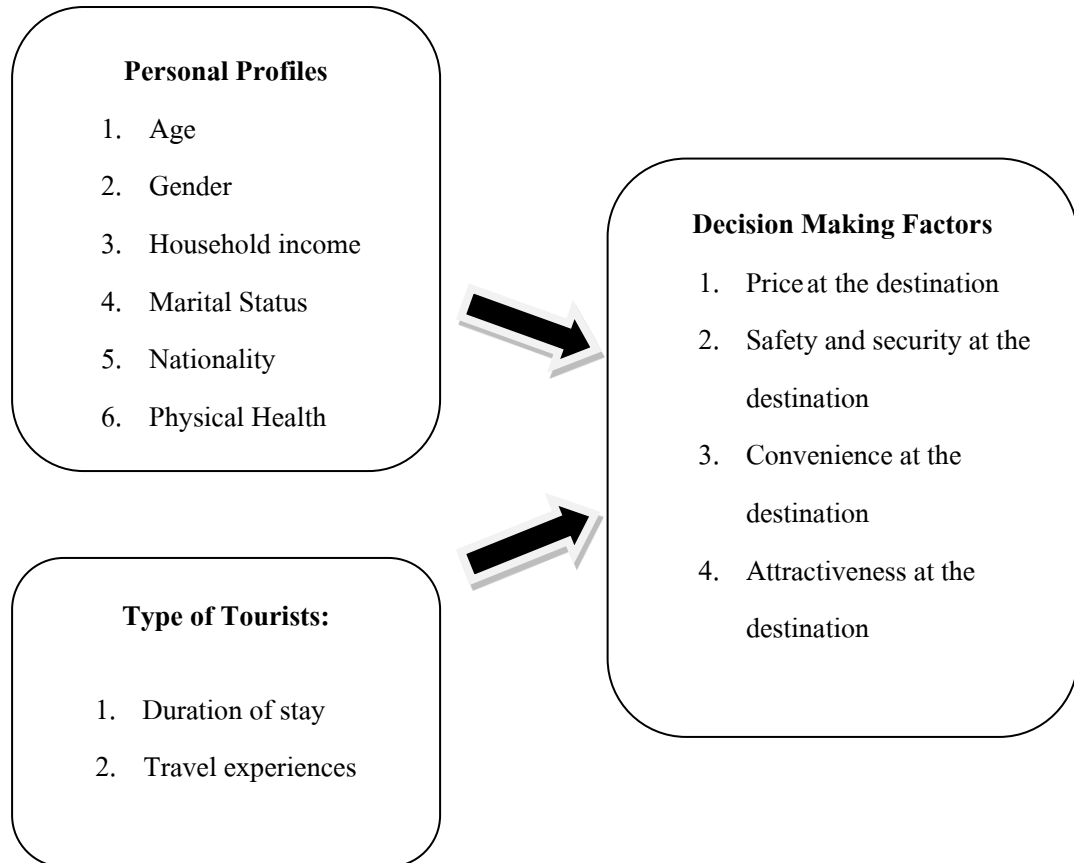 Personal Profiles
1. Age
2. Gender
3. Household income
4. Marital Status
5. Nationality
6. Physical Health
Type of Tourists:
1. Duration of stay
2. Travel experiences
Decision Making Factors
1. Price at the destination
2. Safety and security at the
destination
3. Convenience at the
destination
4. Attractiveness at the
destination